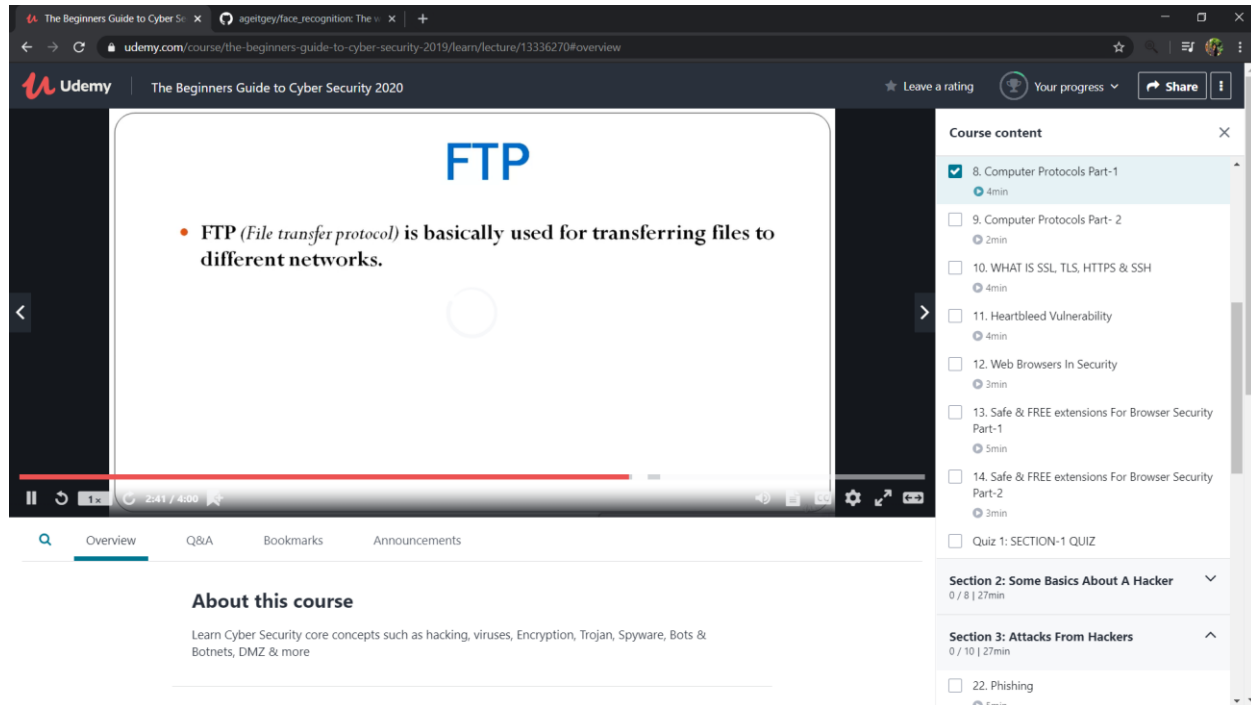 The Beginners Guide to Cyber Se
ageitgey/face_recognition: The w
udemy.com/course/the-beginners-guide-to-cyber-security-2019/learn/lecture/13336270#overview
Udemy
The Beginners Guide to Cyber Security 2020
Leave a rating
Your progress
Share
FTP
• FTP (File transfer protocol) is basically used for transferring files to
different networks.
1x
2:41 / 4:00
CC
Overview
Q&A
Bookmarks
Announcements
About this course
Learn Cyber Security core concepts such as hacking, viruses, Encryption, Trojan, Spyware, Bots &
Botnets, DMZ & more
Course content
8. Computer Protocols Part-1
4min
9. Computer Protocols Part- 2
2min
10. WHAT IS SSL, TLS, HTTPS & SSH
4min
11. Heartbleed Vulnerability
4min
12. Web Browsers In Security
3min
13. Safe & FREE extensions For Browser Security
Part-1
5min
14. Safe & FREE extensions For Browser Security
Part-2
3min
Quiz 1: SECTION-1 QUIZ
Section 2: Some Basics About A Hacker
0 / 8 | 27min
Section 3: Attacks From Hackers
0 / 10 | 27min
22. Phishing
5min